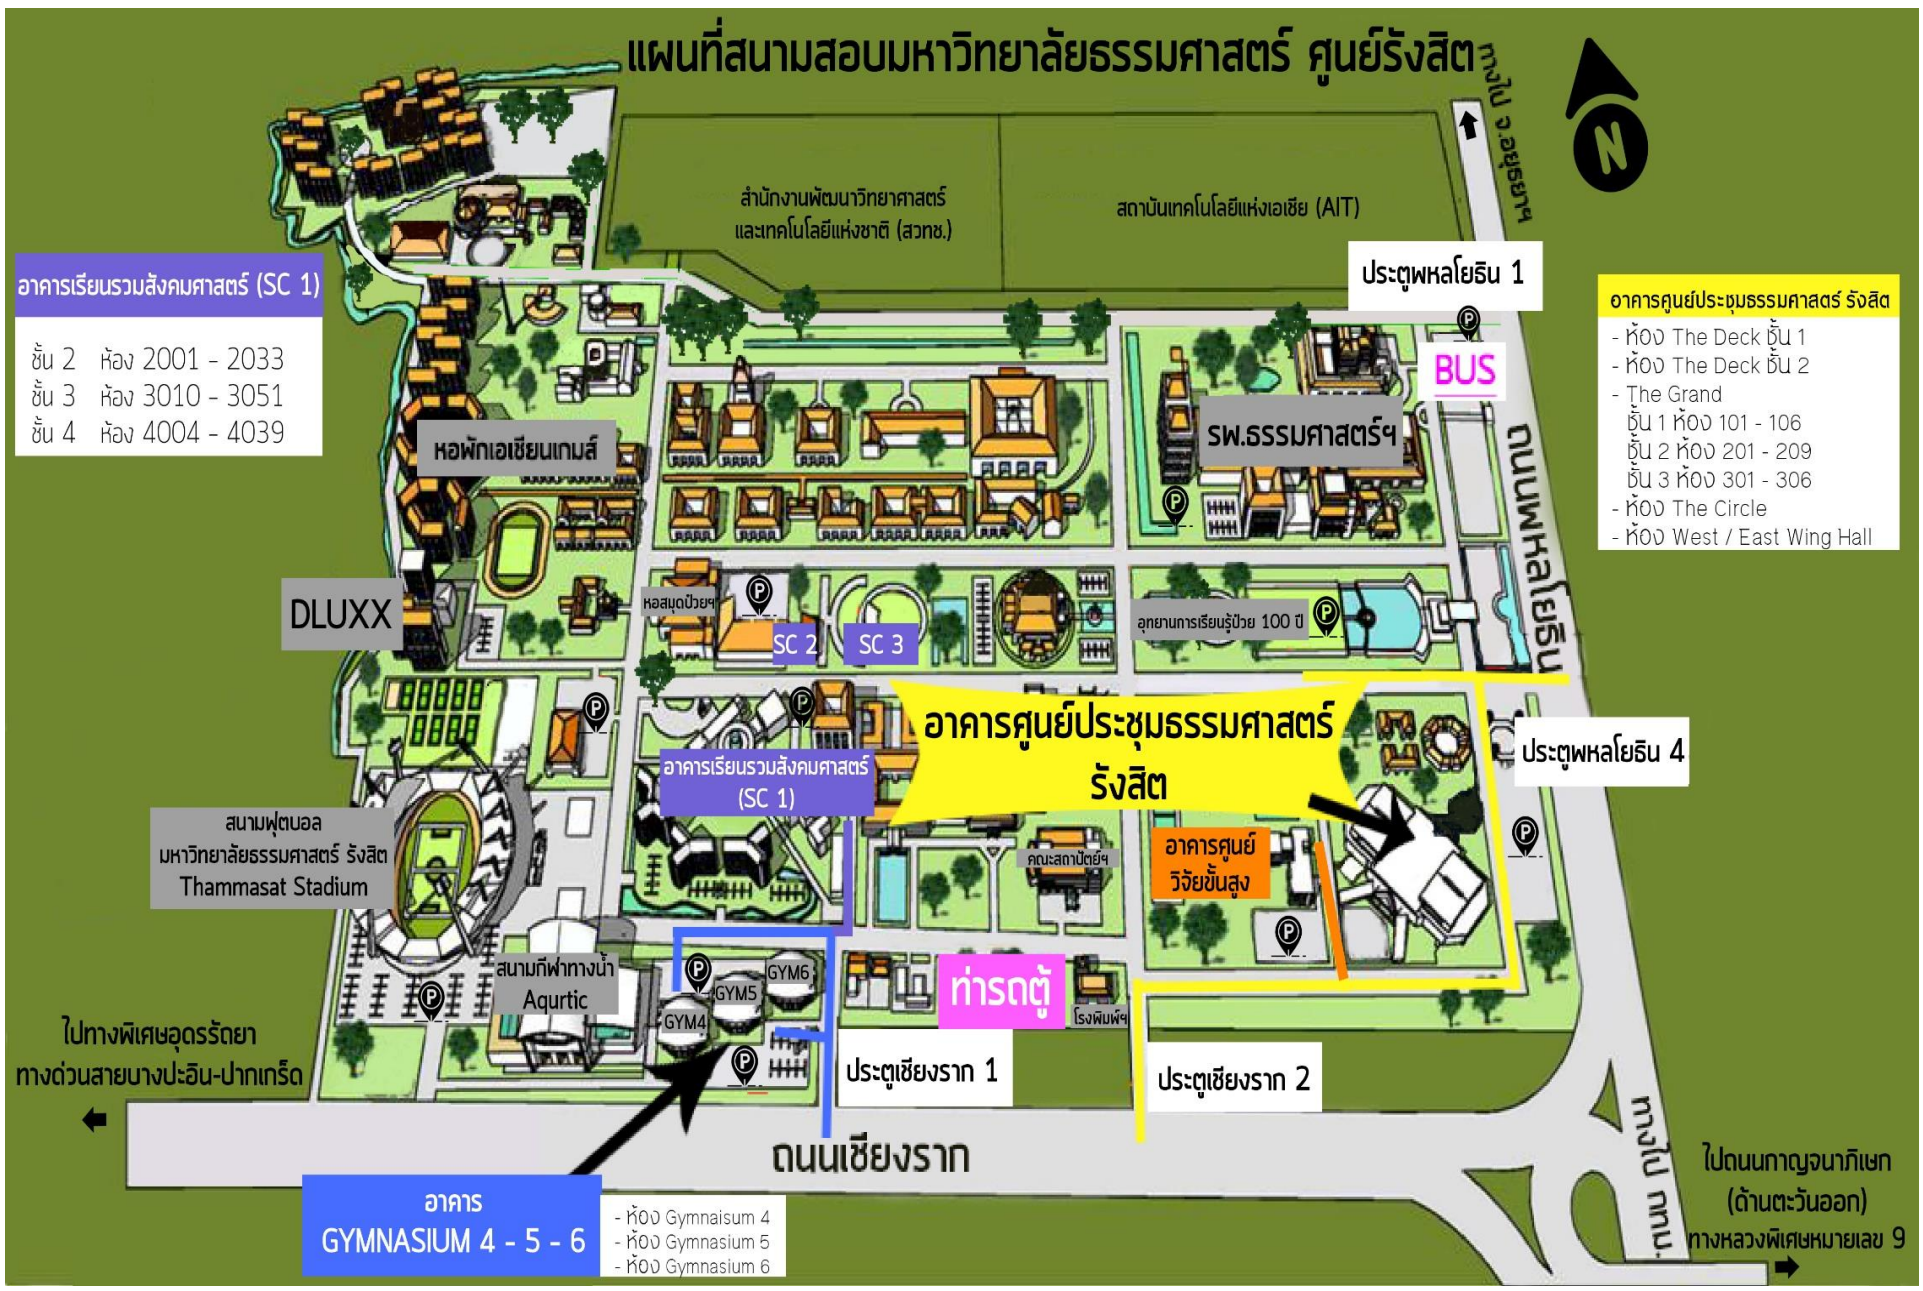 แผนที่สนามสอบมหาวิทยาลัยธรรมศาสตร์ ศูนย์รังสิต
ทางไป จ.อยุธยาฯ
N
สำนักงานพัฒนาวิทยาศาสตร์
และเทคโนโลยีแห่งชาติ (สวทช.)
สถาบันเทคโนโลยีแห่งเอเชีย (AIT)
อาคารเรียนรวมสังคมศาสตร์ (SC 1)
ชั้น 2 ห้อง 2001 - 2033
ชั้น 3 ห้อง 3010 - 3051
ชั้น 4 ห้อง 4004 - 4039
ประตูพหลโยธิน 1
P
BUS
อาคารศูนย์ประชุมธรรมศาสตร์ รังสิต
- ห้อง The Deck ชั้น 1
- ห้อง The Deck ชั้น 2
- The Grand
ชั้น 1 ห้อง 101 - 106
ชั้น 2 ห้อง 201 - 209
ชั้น 3 ห้อง 301 - 306
- ห้อง The Circle
- ห้อง West / East Wing Hall
หอพักเอเชียนเกมส์
รพ.ธรรมศาสตร์ฯ
P
ถนนพหลโยธิน
DLUXX
หอสมุดป๋วยฯ
P
SC 2
SC 3
อุทยานการเรียนรู้ป๋วย 100 ปี
P
P
P
อาคารศูนย์ประชุมธรรมศาสตร์
รังสิต
ประตูพหลโยธิน 4
อาคารเรียนรวมสังคมศาสตร์
(SC 1)
สนามฟุตบอล
มหาวิทยาลัยธรรมศาสตร์ รังสิต
Thammasat Stadium
คณะสถาปัตย์ฯ
อาคารศูนย์
วิจัยขั้นสูง
P
P
สนามกีฬาทางน้ำ
Aqurtic
P
P
GYM6
GYM5
GYM4
ท่ารถตู้
โรงพิมพ์ฯ
P
ประตูเชียงราก 1
ประตูเชียงราก 2
ไปทางพิเศษอุดรรัถยา
ทางด่วนสายบางปะอิน-ปากเกร็ด
ถนนเชียงราก
ทางไป กทม.
ไปถนนกาญจนาภิเษก
(ด้านตะวันออก)
ทางหลวงพิเศษหมายเลข 9
อาคาร
GYMNASIUM 4 - 5 - 6
- ห้อง Gymnaisum 4
- ห้อง Gymnasium 5
- ห้อง Gymnasium 6